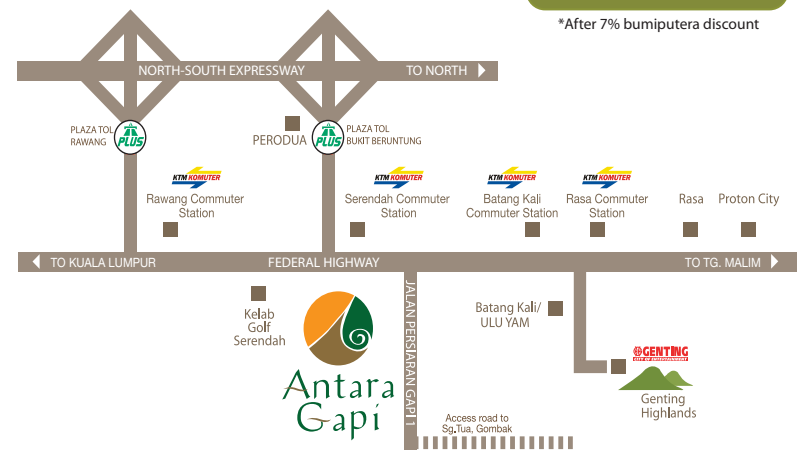 *After 7% bumiputera discount
NORTH-SOUTH EXPRESSWAY
TO NORTH
PLAZA TOL
RAWANG
PLUS
PERODUA
PLUS
PLAZA TOL
BUKIT BERUNTUNG
KTM KOMUTER
Rawang Commuter
Station
KTM KOMUTER
Serendah Commuter
Station
KTM KOMUTER
Batang Kali
Commuter Station
KTM KOMUTER
Rasa Commuter
Station
Rasa
Proton City
TO KUALA LUMPUR
FEDERAL HIGHWAY
TO TG. MALIM
Kelab
Golf
Serendah
Antara
Gapi
JALAN PERSIARAN GAPI 1
Batang Kali/
ULU YAM
GENTING
CITY OF ENTERTAINMENT
Genting
Highlands
Access road to
Sg.Tua, Gombak